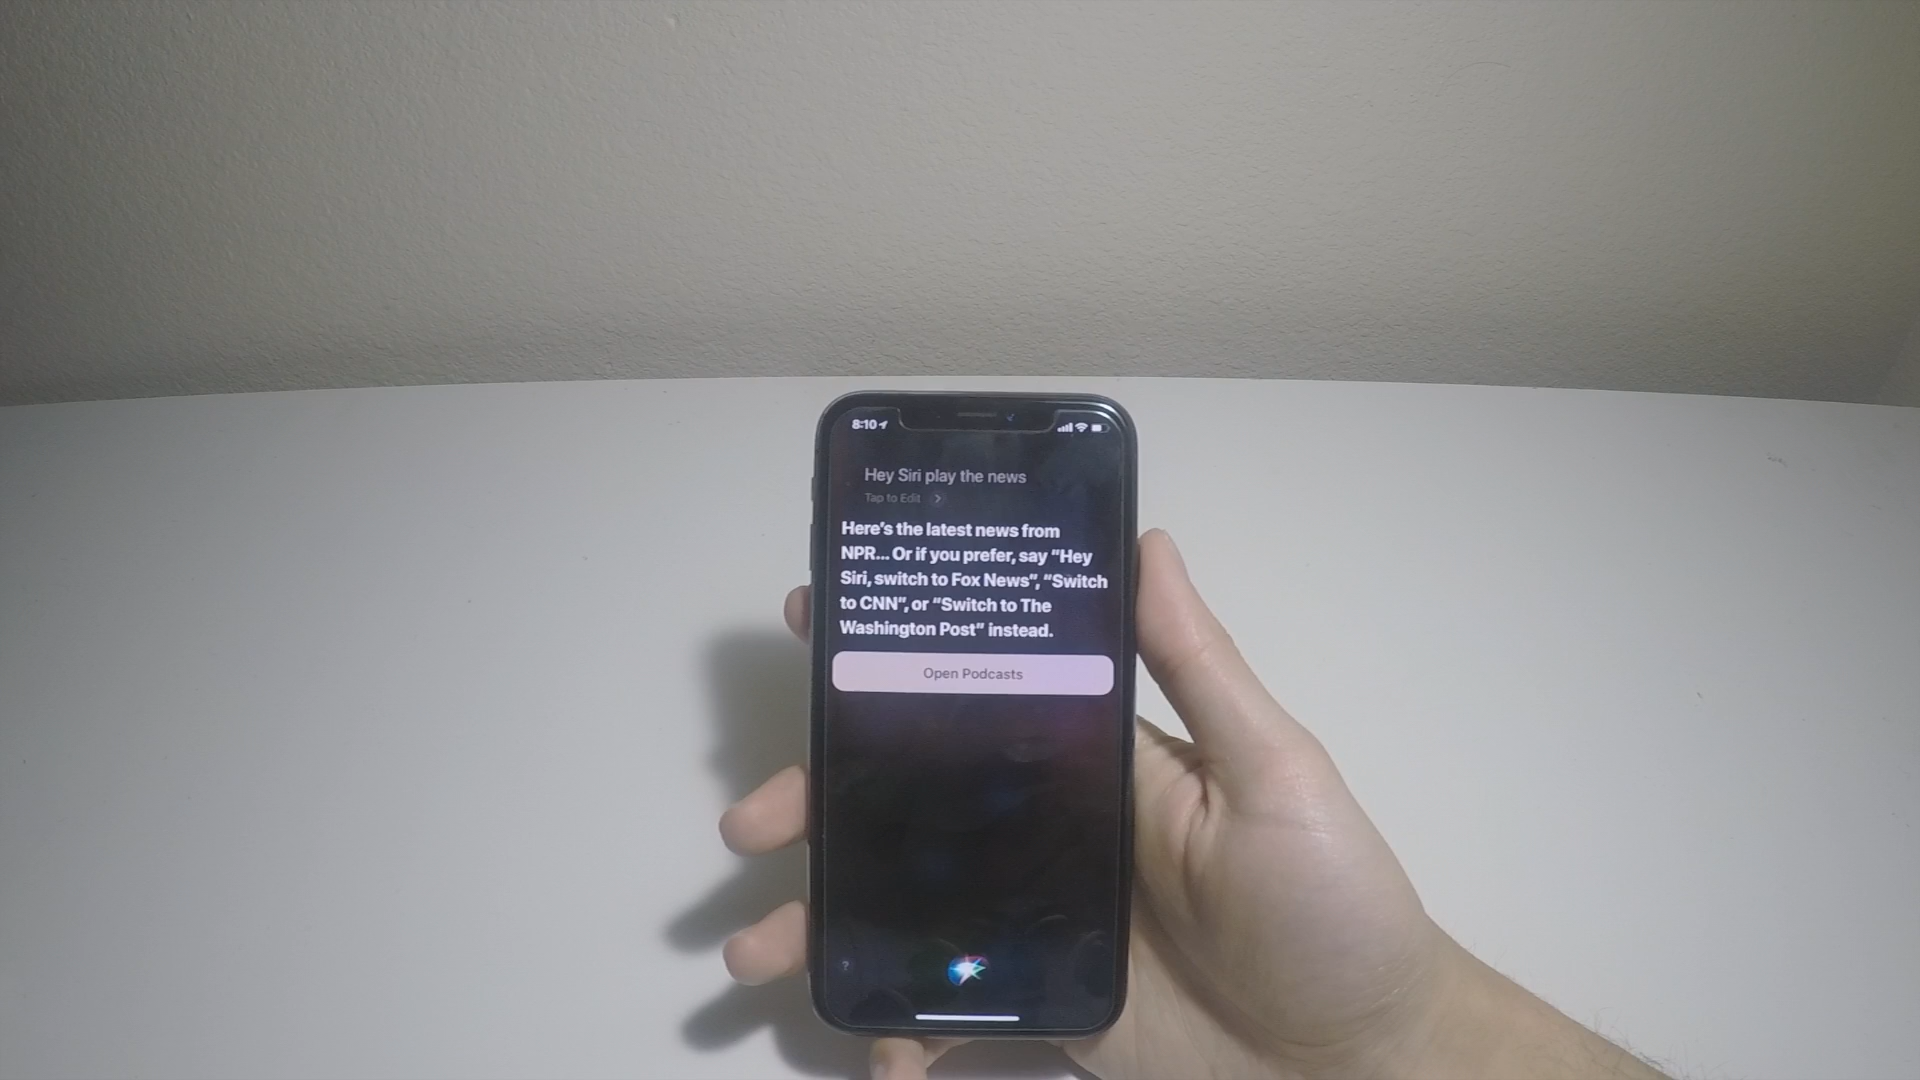 8:10
Hey Siri play the news
Tap to Edit >
Here's the latest news from
NPR... Or if you prefer, say “Hey
Siri, switch to Fox News”, “Switch
to CNN”, or “Switch to The
Washington Post” instead.
Open Podcasts
?